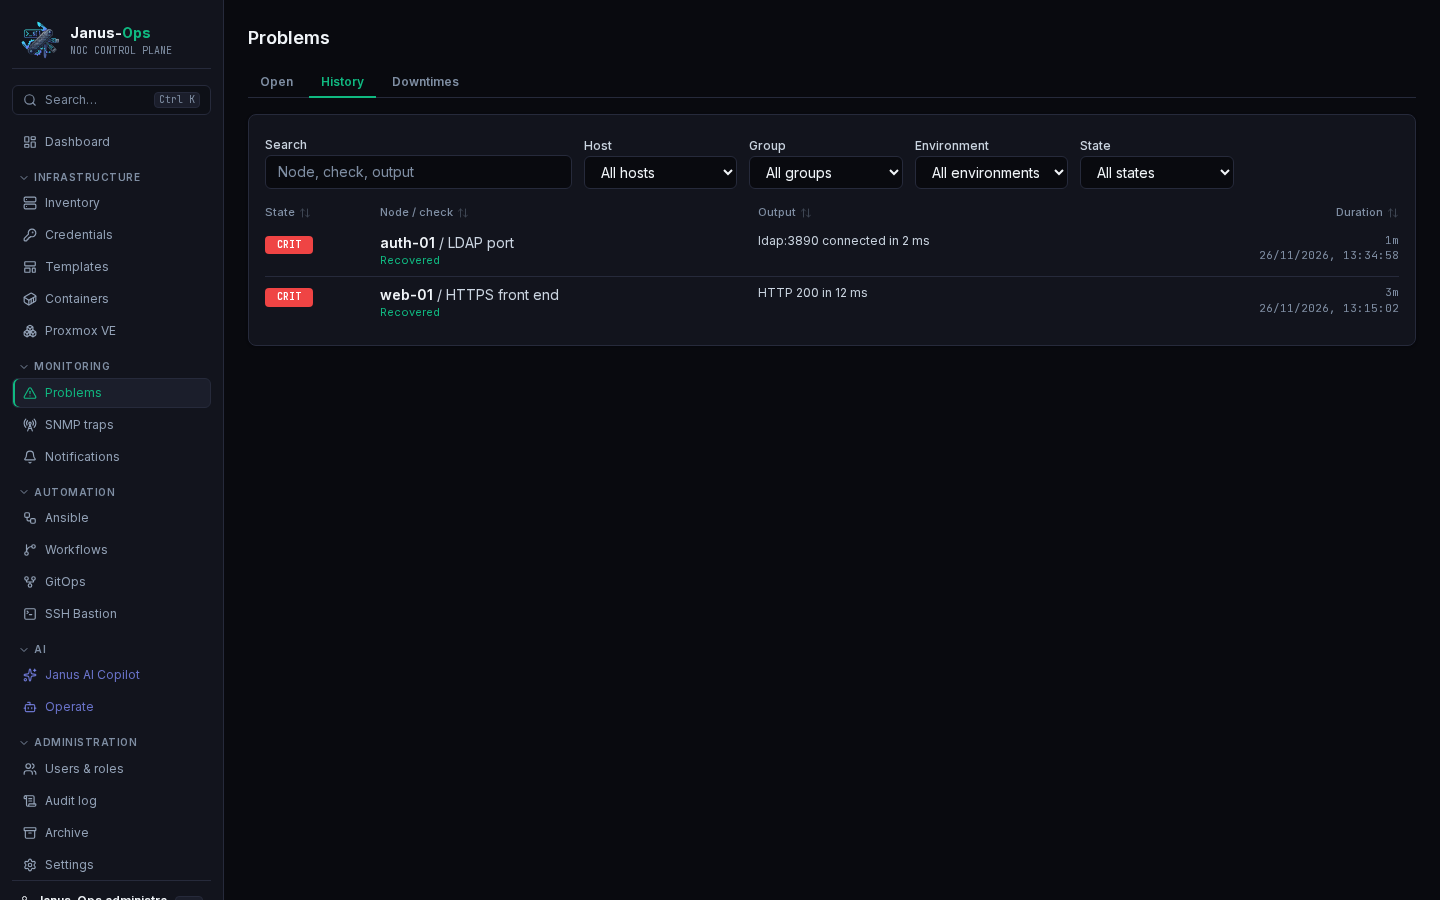 Janus-Ops
NOC CONTROL PLANE
Search...
Ctrl K
Dashboard
INFRASTRUCTURE
Inventory
Credentials
Templates
Containers
Proxmox VE
MONITORING
Problems
SNMP traps
Notifications
AUTOMATION
Ansible
Workflows
GitOps
SSH Bastion
AI
Janus AI Copilot
Operate
ADMINISTRATION
Users & roles
Audit log
Archive
Settings
Janus-Ops administra
Problems
Open History Downtimes
Search Host Group Environment State
Node, check, output All hosts All groups All environments All states
State Node / check Output Duration
CRIT auth-01 / LDAP port ldap:3890 connected in 2 ms 1m
Recovered 26/11/2026, 13:34:58
CRIT web-01 / HTTPS front end HTTP 200 in 12 ms 3m
Recovered 26/11/2026, 13:15:02